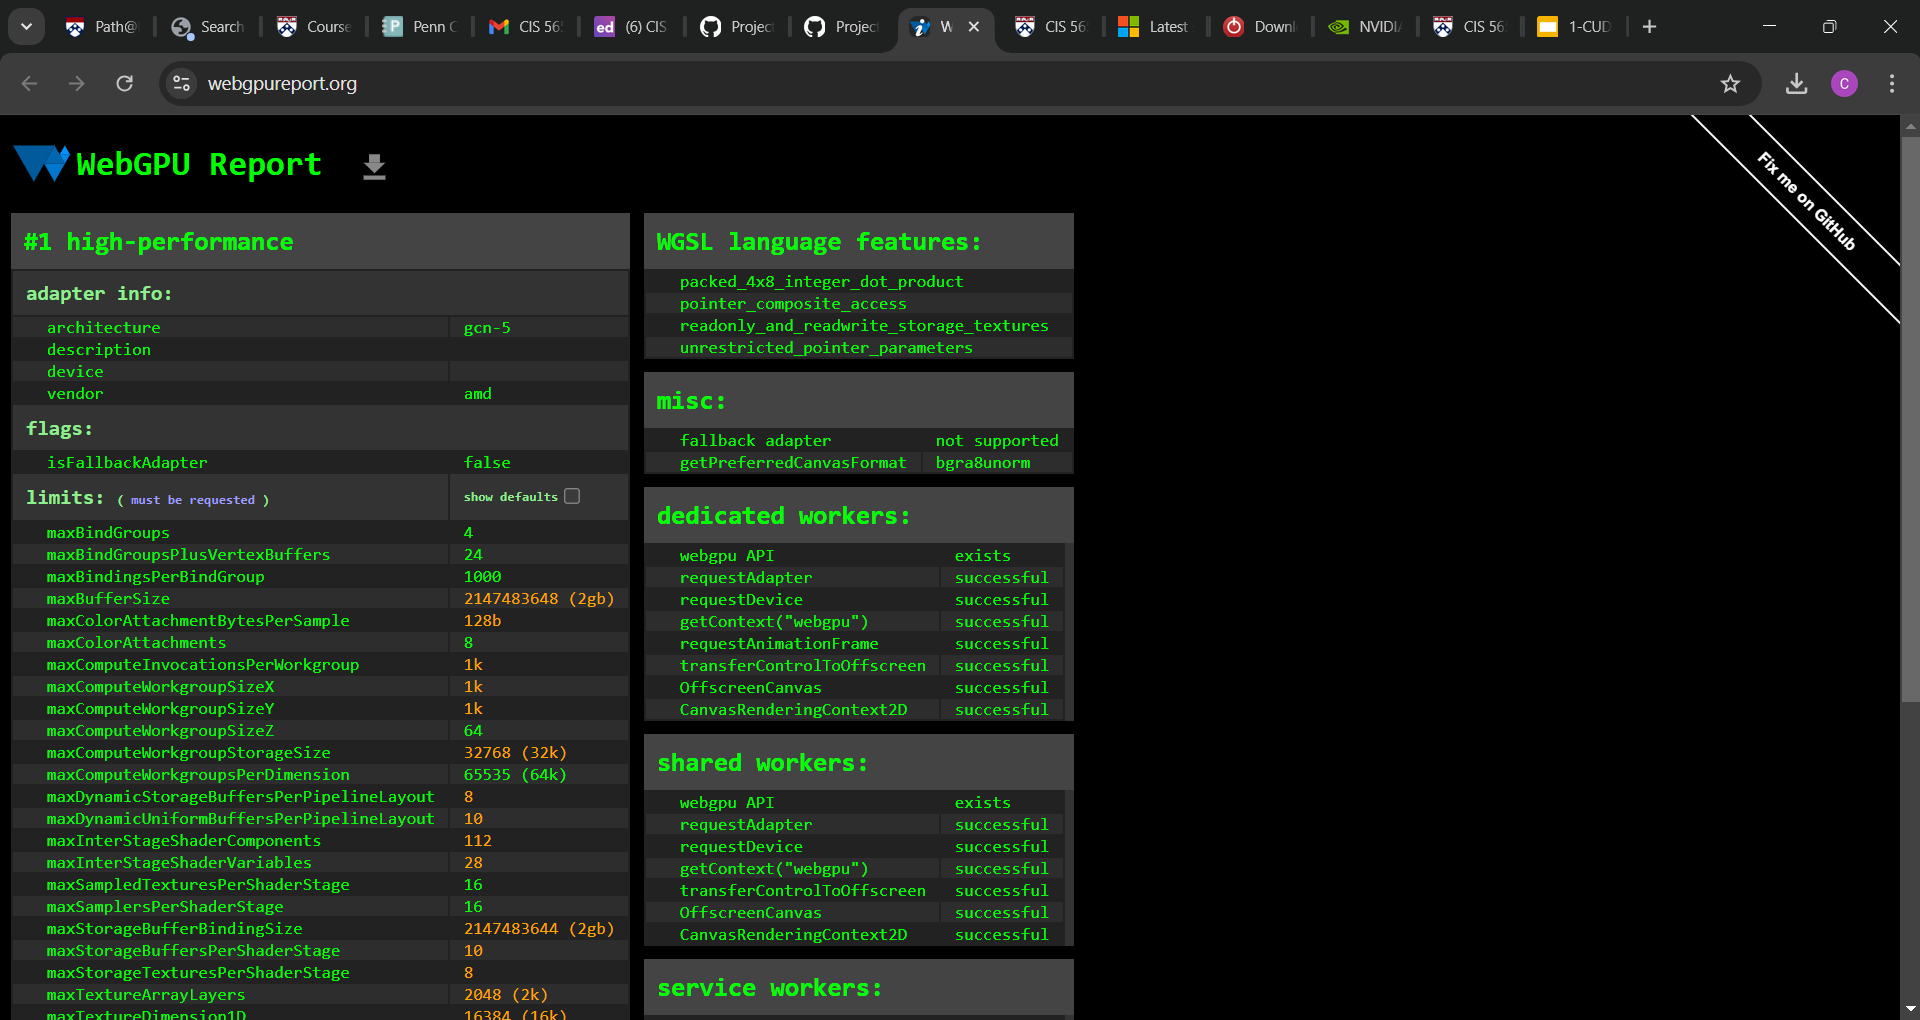 Path@
Search
Course
Penn C
CIS 56
(6) CIS
Project
Project
W
CIS 56
Latest
Downl
NVIDI
CIS 56
1-CUD
webgpureport.org
C
WebGPU Report
Fix me on GitHub
#1 high-performance
adapter info:
architecture gcn-5
description
device
vendor amd
flags:
isFallbackAdapter false
limits: ( must be requested ) show defaults
maxBindGroups 4
maxBindGroupsPlusVertexBuffers 24
maxBindingsPerBindGroup 1000
maxBufferSize 2147483648 (2gb)
maxColorAttachmentBytesPerSample 128b
maxColorAttachments 8
maxComputeInvocationsPerWorkgroup 1k
maxComputeWorkgroupSizeX 1k
maxComputeWorkgroupSizeY 1k
maxComputeWorkgroupSizeZ 64
maxComputeWorkgroupStorageSize 32768 (32k)
maxComputeWorkgroupsPerDimension 65535 (64k)
maxDynamicStorageBuffersPerPipelineLayout 8
maxDynamicUniformBuffersPerPipelineLayout 10
maxInterStageShaderComponents 112
maxInterStageShaderVariables 28
maxSampledTexturesPerShaderStage 16
maxSamplersPerShaderStage 16
maxStorageBufferBindingSize 2147483644 (2gb)
maxStorageBuffersPerShaderStage 10
maxStorageTexturesPerShaderStage 8
maxTextureArrayLayers 2048 (2k)
maxTextureDimension1D 16384 (16k)
WGSL language features:
packed_4x8_integer_dot_product
pointer_composite_access
readonly_and_readwrite_storage_textures
unrestricted_pointer_parameters
misc:
fallback adapter not supported
getPreferredCanvasFormat bgra8unorm
dedicated workers:
webgpu API exists
requestAdapter successful
requestDevice successful
getContext("webgpu") successful
requestAnimationFrame successful
transferControlToOffscreen successful
OffscreenCanvas successful
CanvasRenderingContext2D successful
shared workers:
webgpu API exists
requestAdapter successful
requestDevice successful
getContext("webgpu") successful
transferControlToOffscreen successful
OffscreenCanvas successful
CanvasRenderingContext2D successful
service workers: